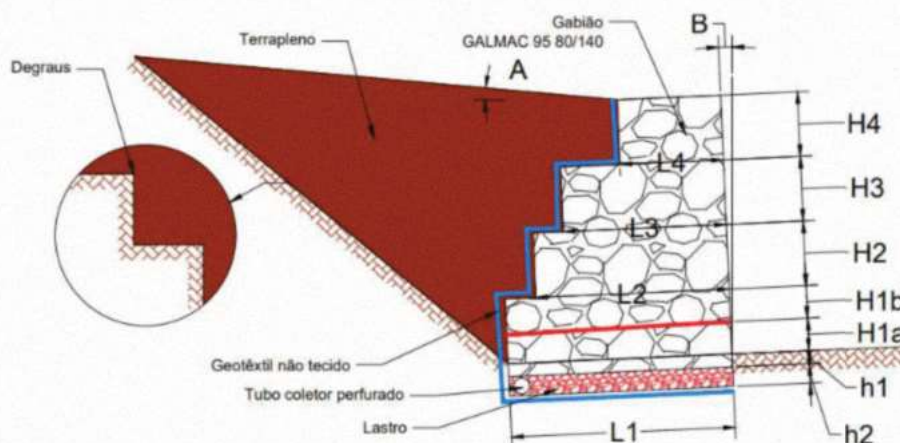 Gabião
GALMAC 95 80/140
B
Terrapleno
Degraus
A
H4
L4
H3
L3
H2
L2
H1b
H1a
Geotêxtil não tecido
Tubo coletor perfurado
h1
Lastro
L1
h2